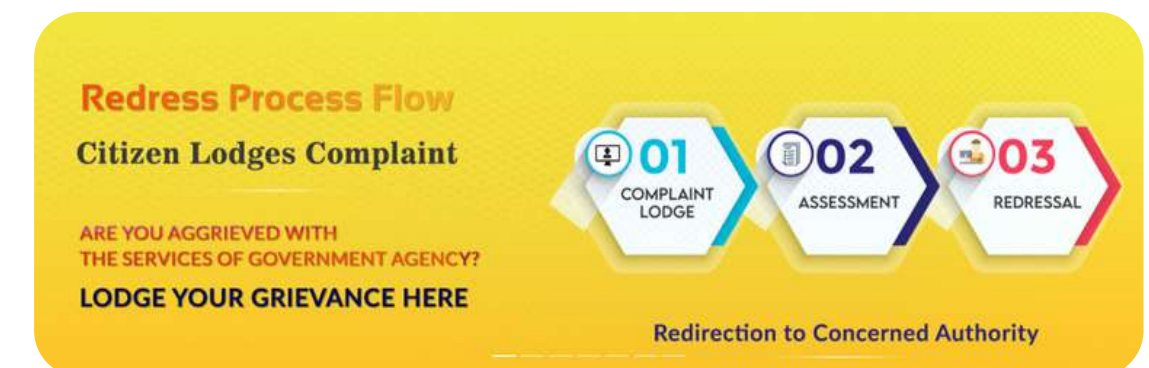 Redress Process Flow
Citizen Lodges Complaint
ARE YOU AGGRIEVED WITH
THE SERVICES OF GOVERNMENT AGENCY?
LODGE YOUR GRIEVANCE HERE
01
COMPLAINT
LODGE
02
ASSESSMENT
03
REDRESSAL
Redirection to Concerned Authority